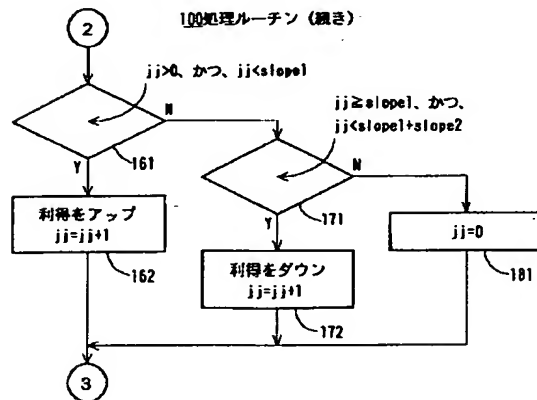 100処理ルーチン (続き)
2
jj>0、かつ、jj<slope1
N
Y
161
jj≥slope1、かつ、
jj<slope1+slope2
N
Y
171
利得をアップ
jj=jj+1
162
利得をダウン
jj=jj+1
172
jj=0
181
3